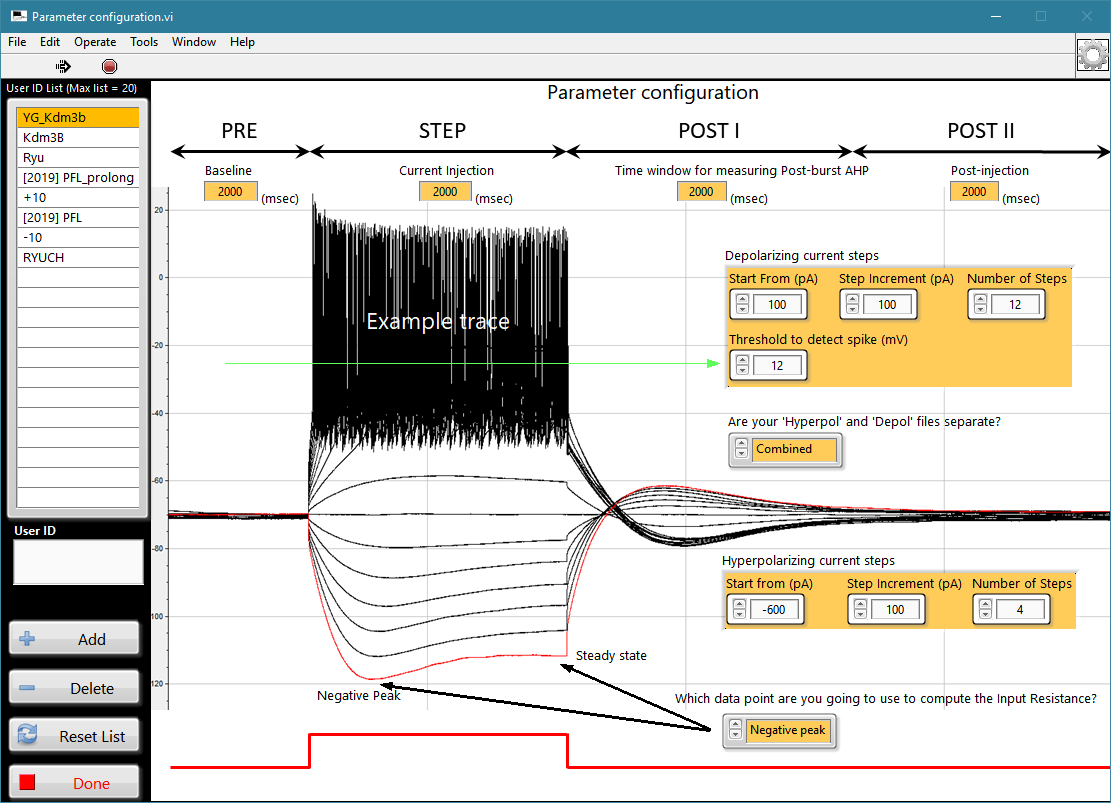 Parameter configuration.vi
File Edit Operate Tools Window Help
User ID List (Max list = 20)
YG_Kdm3b
Kdm3B
Ryu
[2019] PFL_prolong
+10
[2019] PFL
-10
RYUCH
User ID
Add
Delete
Reset List
Done
Parameter configuration
PRE STEP POST I POST II
Baseline Current Injection Time window for measuring Post-burst AHP Post-injection
2000 (msec) 2000 (msec) 2000 (msec) 2000 (msec)
20
0
-20
-40
-60
-80
100
120
Example trace
Depolarizing current steps
Start From (pA) Step Increment (pA) Number of Steps
100 100 12
Threshold to detect spike (mV)
12
Are your 'Hyperpol' and 'Depol' files separate?
Combined
Hyperpolarizing current steps
Start from (pA) Step Increment (pA) Number of Steps
-600 100 4
Steady state
Negative Peak
Which data point are you going to use to compute the Input Resistance?
Negative peak